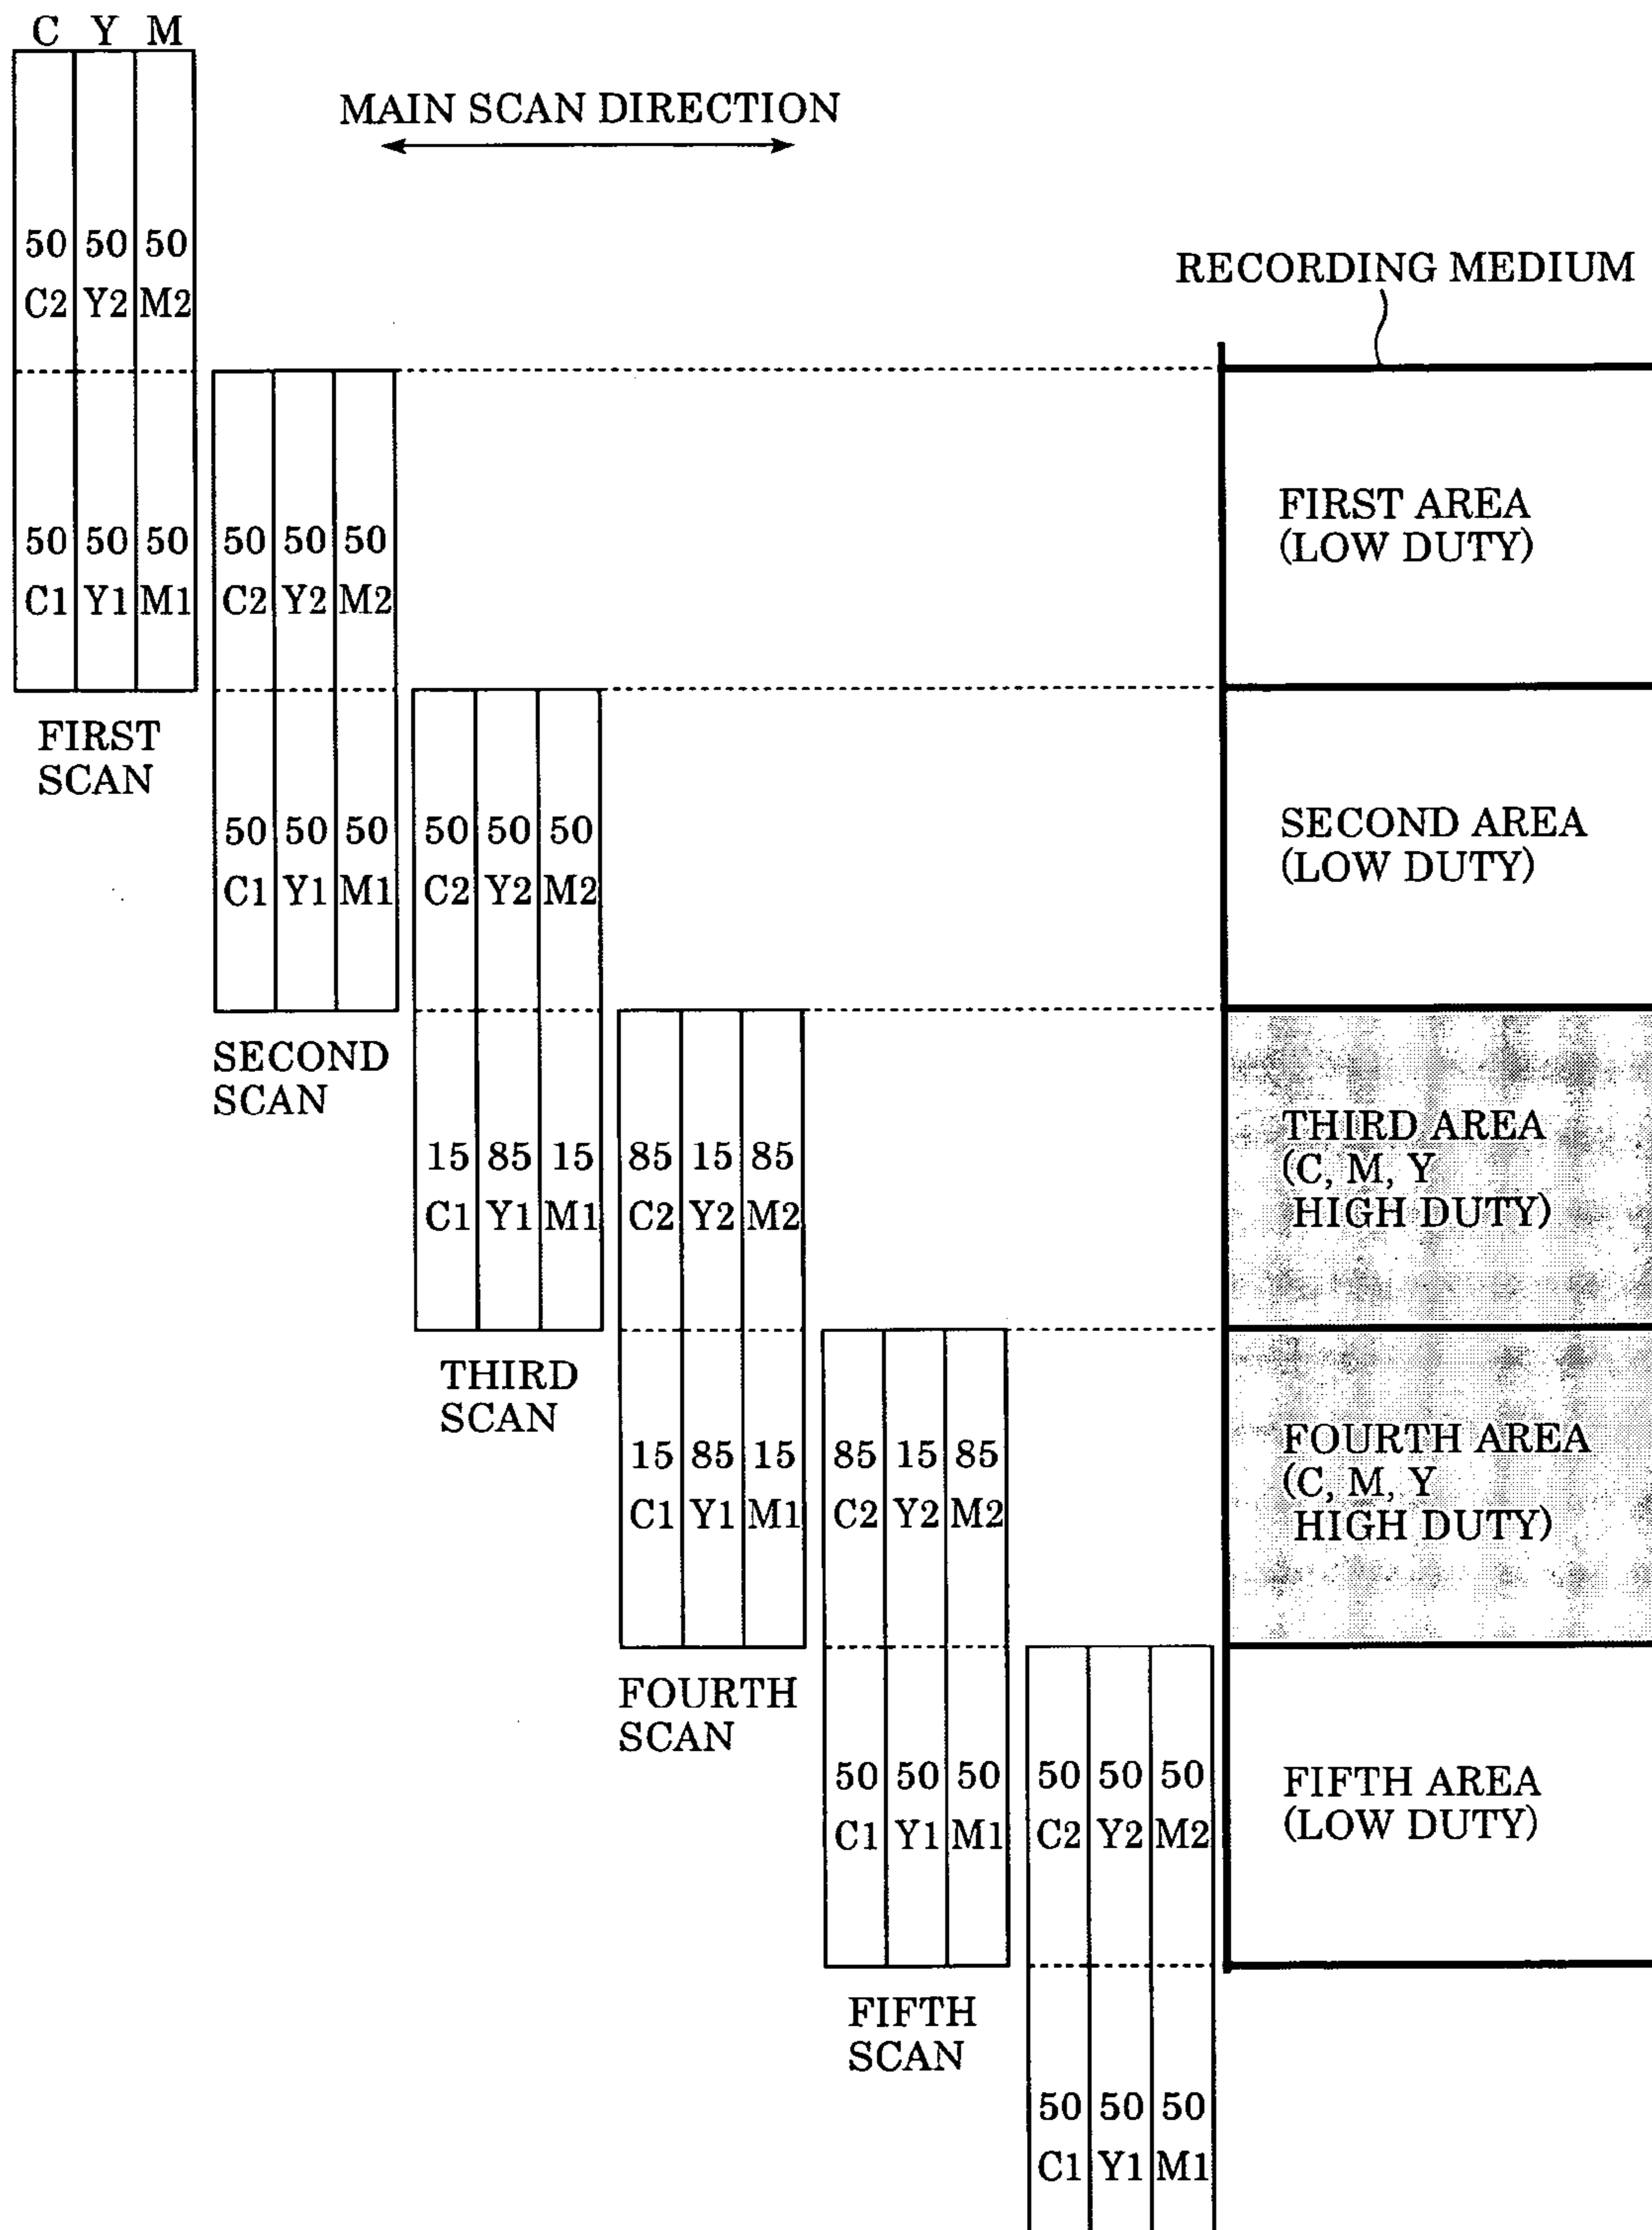 C Y M
MAIN SCAN DIRECTION
50 50 50
C2 Y2 M2
RECORDING MEDIUM
50 50 50 50 50 50
C1 Y1 M1 C2 Y2 M2
FIRST AREA
(LOW DUTY)
FIRST
SCAN
50 50 50 50 50 50
C1 Y1 M1 C2 Y2 M2
SECOND AREA
(LOW DUTY)
SECOND
SCAN
15 85 15 85 15 85
C1 Y1 M1 C2 Y2 M2
THIRD AREA
(C, M, Y
HIGH DUTY)
THIRD
SCAN
15 85 15 85 15 85
C1 Y1 M1 C2 Y2 M2
FOURTH AREA
(C, M, Y
HIGH DUTY)
FOURTH
SCAN
50 50 50 50 50 50
C1 Y1 M1 C2 Y2 M2
FIFTH AREA
(LOW DUTY)
FIFTH
SCAN
50 50 50
C1 Y1 M1